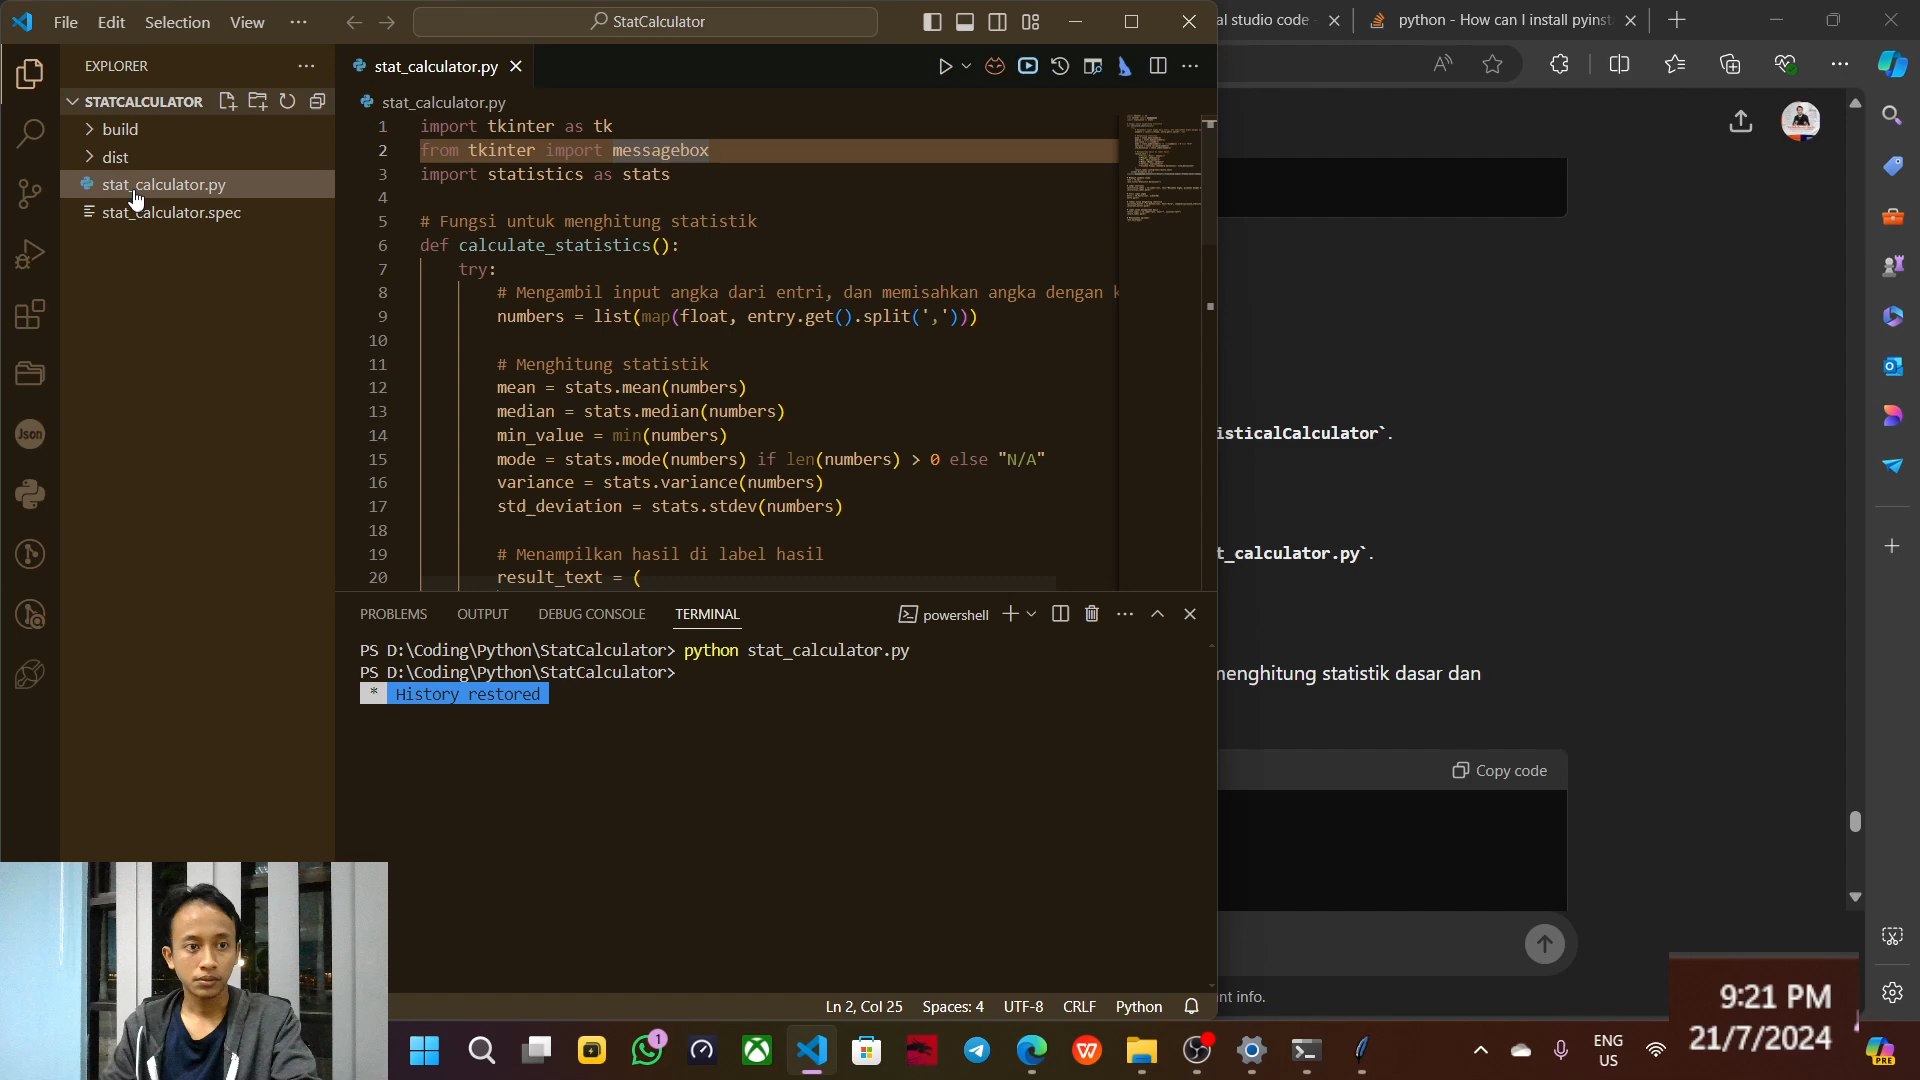 File Edit Selection View ···
StatCalculator
al studio code
python - How can I install pyins
EXPLORER
STATCALCULATOR
build
dist
stat_calculator.py
stat_calculator.spec
stat_calculator.py
stat_calculator.py
1 import tkinter as tk
2 from tkinter import messagebox
3 import statistics as stats
4
5 # Fungsi untuk menghitung statistik
6 def calculate_statistics():
7 try:
8 # Mengambil input angka dari entri, dan memisahkan angka dengan k
9 numbers = list(map(float, entry.get().split(',')))
10
11 # Menghitung statistik
12 mean = stats.mean(numbers)
13 median = stats.median(numbers)
14 min_value = min(numbers)
15 mode = stats.mode(numbers) if len(numbers) > 0 else "N/A"
16 variance = stats.variance(numbers)
17 std_deviation = stats.stdev(numbers)
18
19 # Menampilkan hasil di label hasil
20 result_text = (
Json
PROBLEMS OUTPUT DEBUG CONSOLE TERMINAL
powershell
PS D:\Coding\Python\StatCalculator> python stat_calculator.py
PS D:\Coding\Python\StatCalculator>
* History restored
Ln 2, Col 25 Spaces: 4 UTF-8 CRLF Python
isticalCalculator`.
t_calculator.py`.
menghitung statistik dasar dan
Copy code
nt info.
1
ENG
US
9:21 PM
21/7/2024
PRE